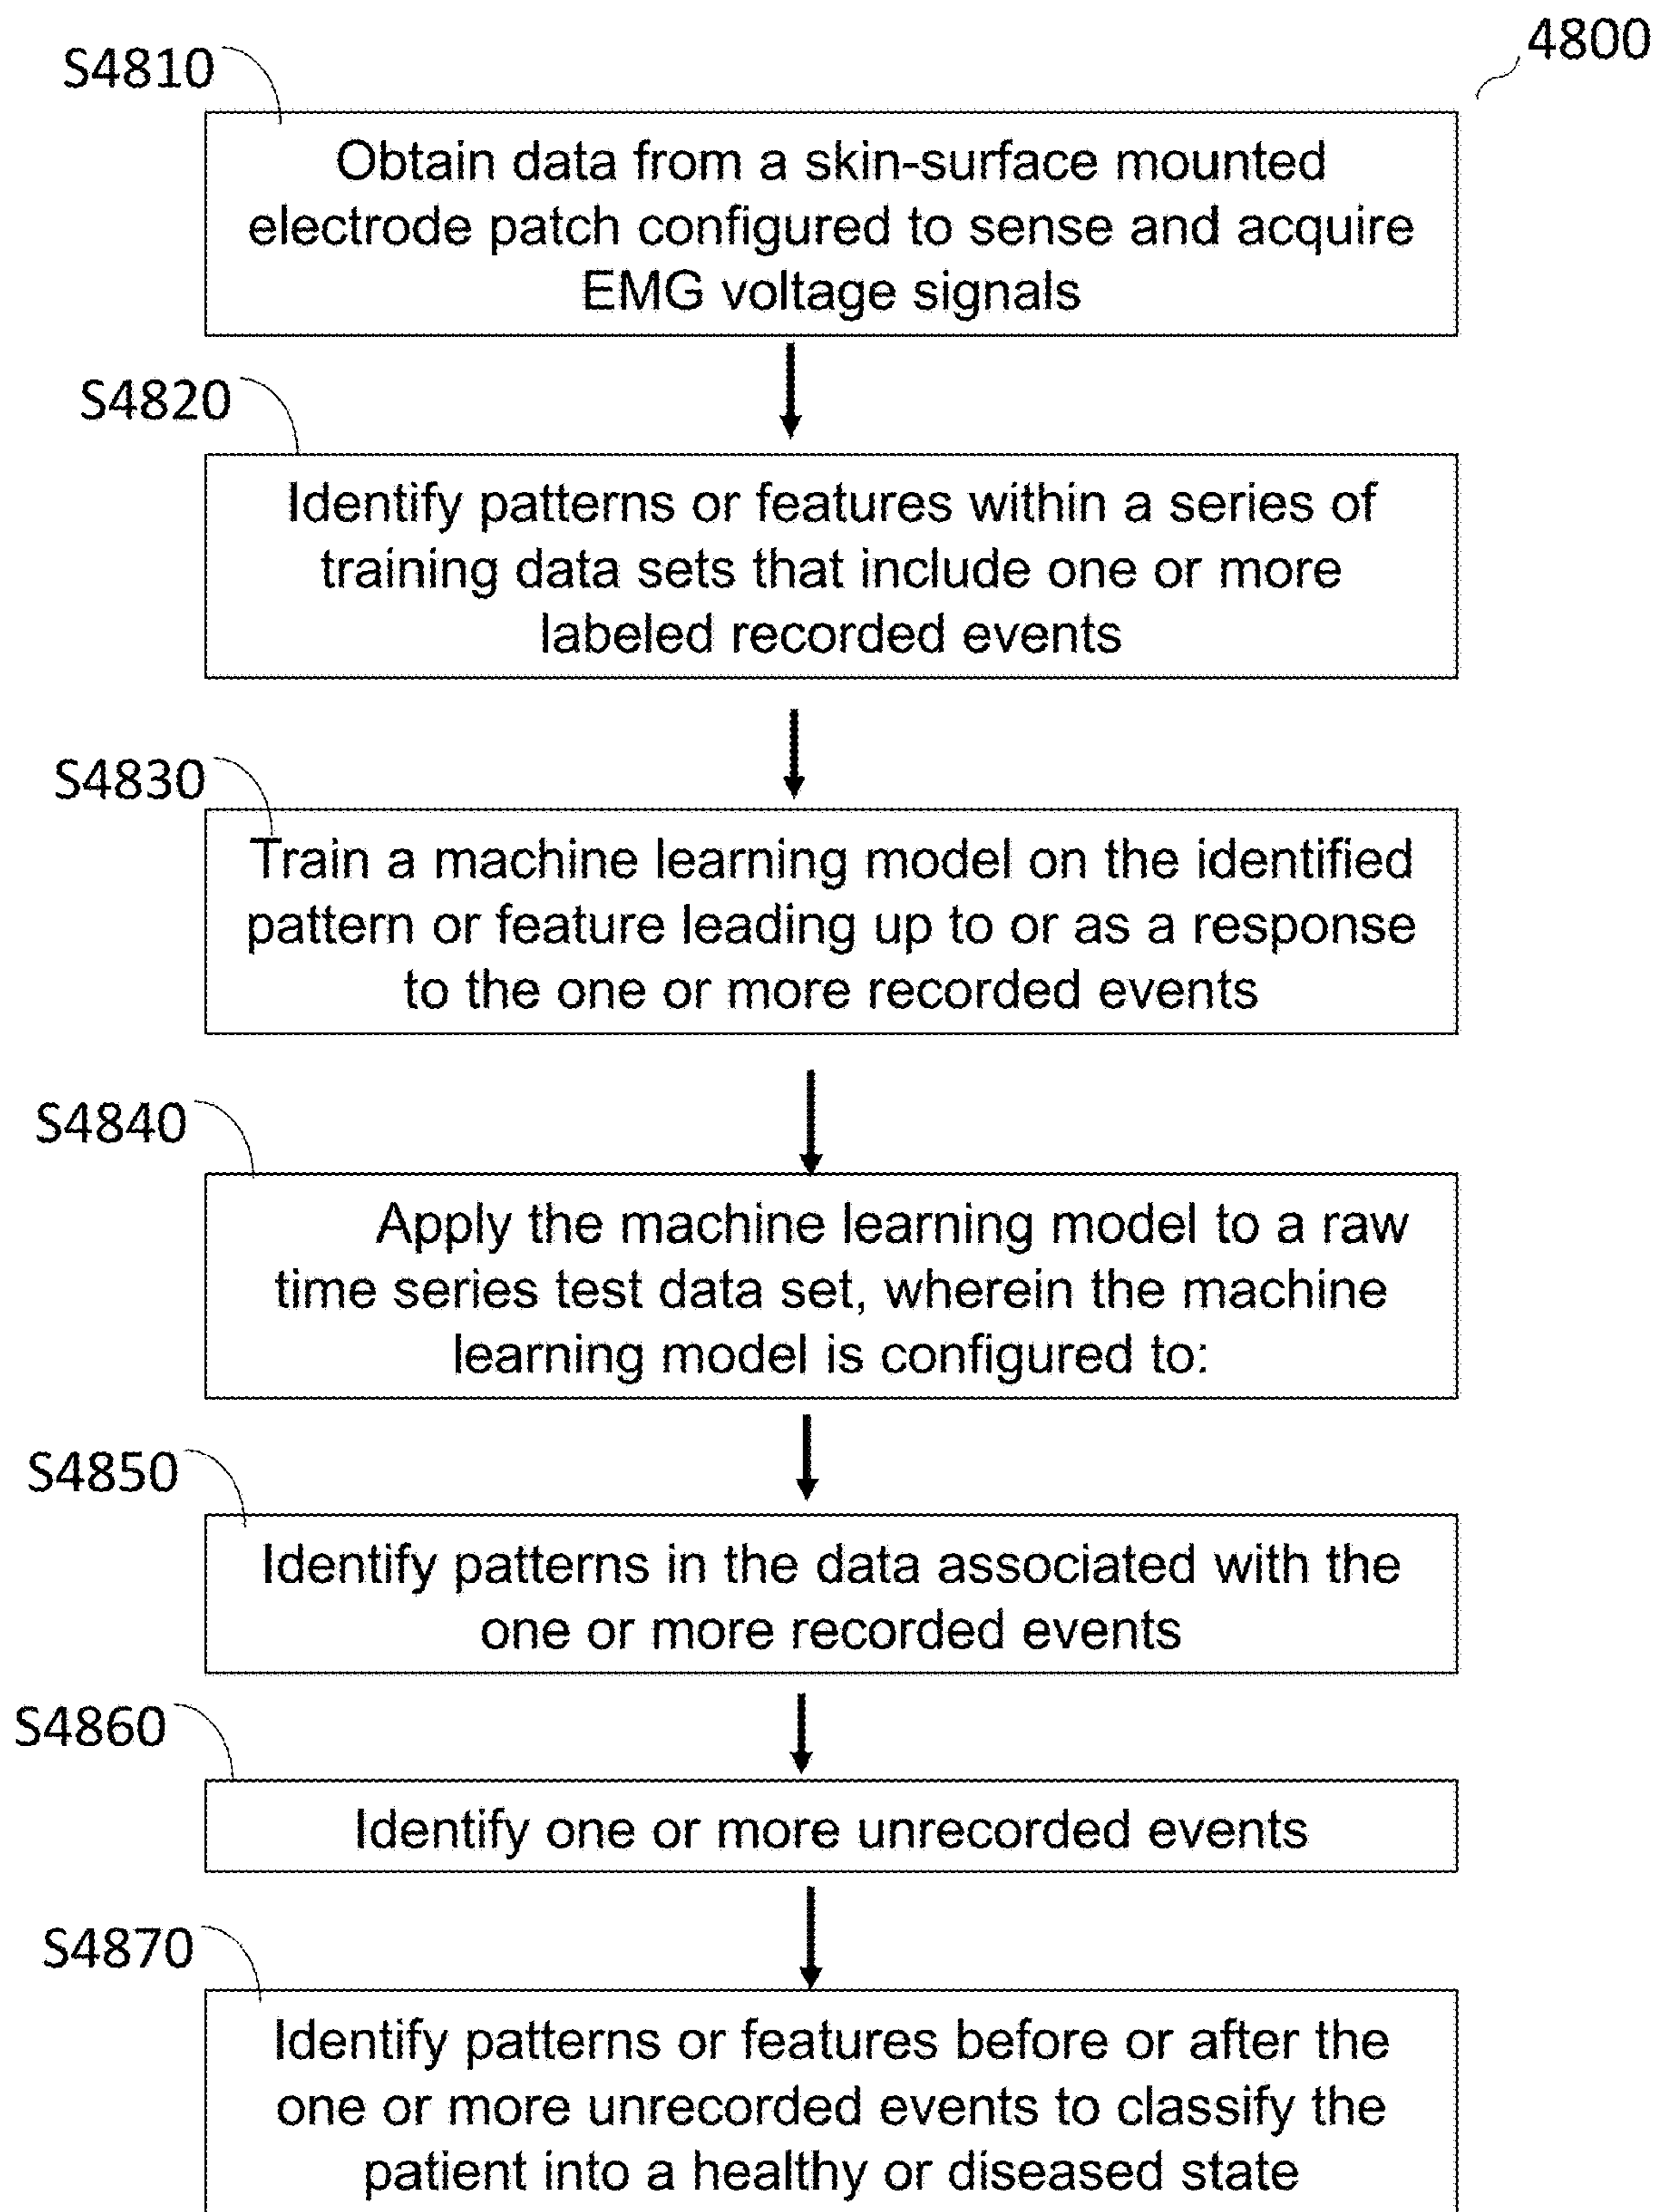 4800
S4810
Obtain data from a skin-surface mounted
electrode patch configured to sense and acquire
EMG voltage signals
S4820
Identify patterns or features within a series of
training data sets that include one or more
labeled recorded events
S4830
Train a machine learning model on the identified
pattern or feature leading up to or as a response
to the one or more recorded events
S4840
Apply the machine learning model to a raw
time series test data set, wherein the machine
learning model is configured to:
S4850
Identify patterns in the data associated with the
one or more recorded events
S4860
Identify one or more unrecorded events
S4870
Identify patterns or features before or after the
one or more unrecorded events to classify the
patient into a healthy or diseased state